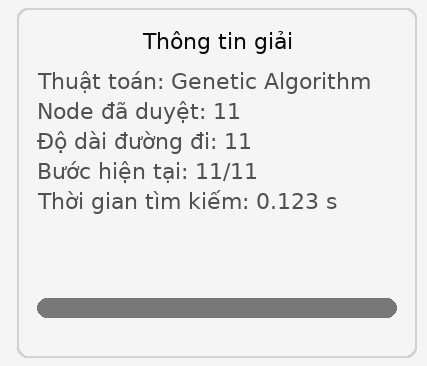 Thông tin giải
Thuật toán: Genetic Algorithm
Node đã duyệt: 11
Độ dài đường đi: 11
Bước hiện tại: 11/11
Thời gian tìm kiếm: 0.123 s